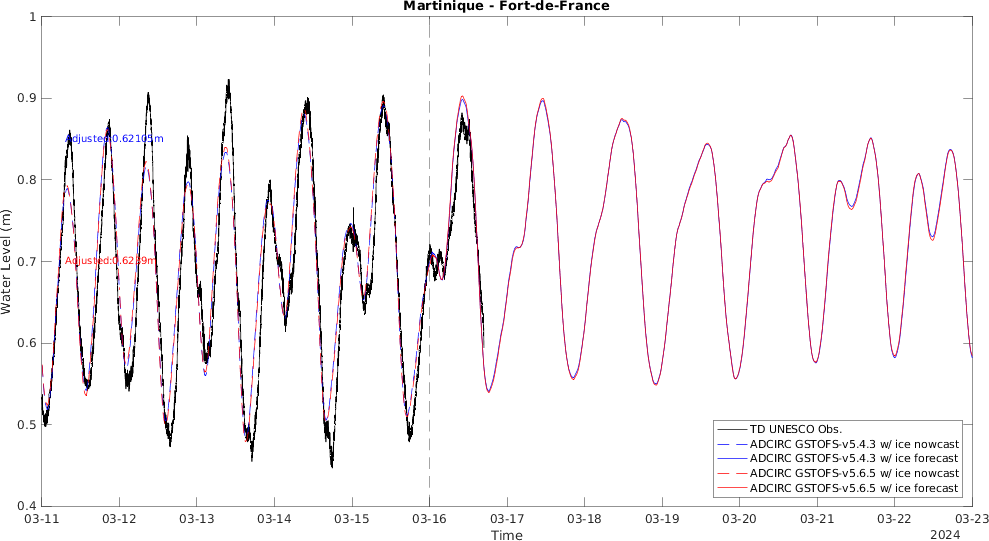 Martinique - Fort-de-France
1
0.9
0.8
0.7
0.6
0.5
0.4
Water Level (m)
Adjusted:0.62105m
Adjusted:0.6239m
TD UNESCO Obs.
ADCIRC GSTOFS-v5.4.3 w/ ice nowcast
ADCIRC GSTOFS-v5.4.3 w/ ice forecast
ADCIRC GSTOFS-v5.6.5 w/ ice nowcast
ADCIRC GSTOFS-v5.6.5 w/ ice forecast
03-11 03-12 03-13 03-14 03-15 03-16 03-17 03-18 03-19 03-20 03-21 03-22 03-23
Time
2024